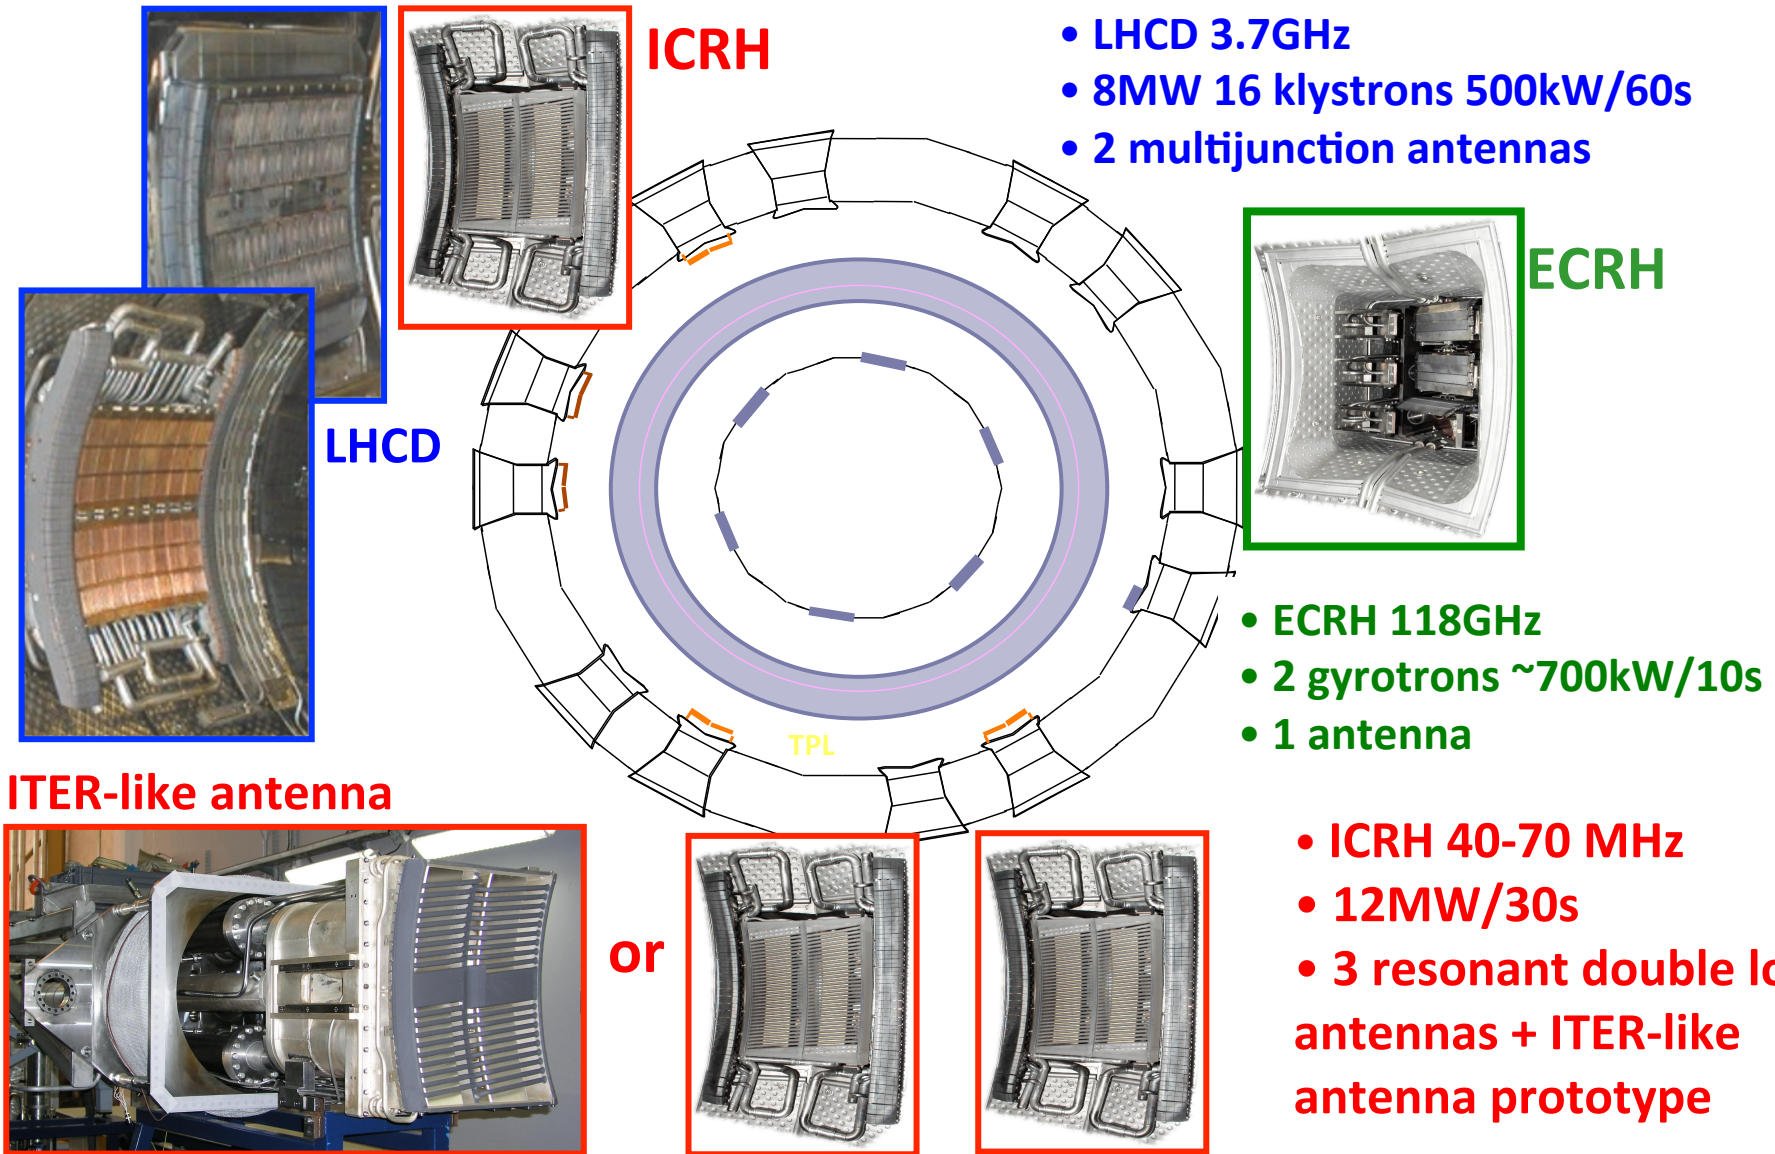 ICRH
• LHCD 3.7GHz
• 8MW 16 klystrons 500kW/60s
• 2 multijunction antennas
ECRH
LHCD
• ECRH 118GHz
• 2 gyrotrons ~700kW/10s
• 1 antenna
TPL
ITER-like antenna
or
• ICRH 40-70 MHz
• 12MW/30s
• 3 resonant double
antennas + ITER-like
antenna prototype